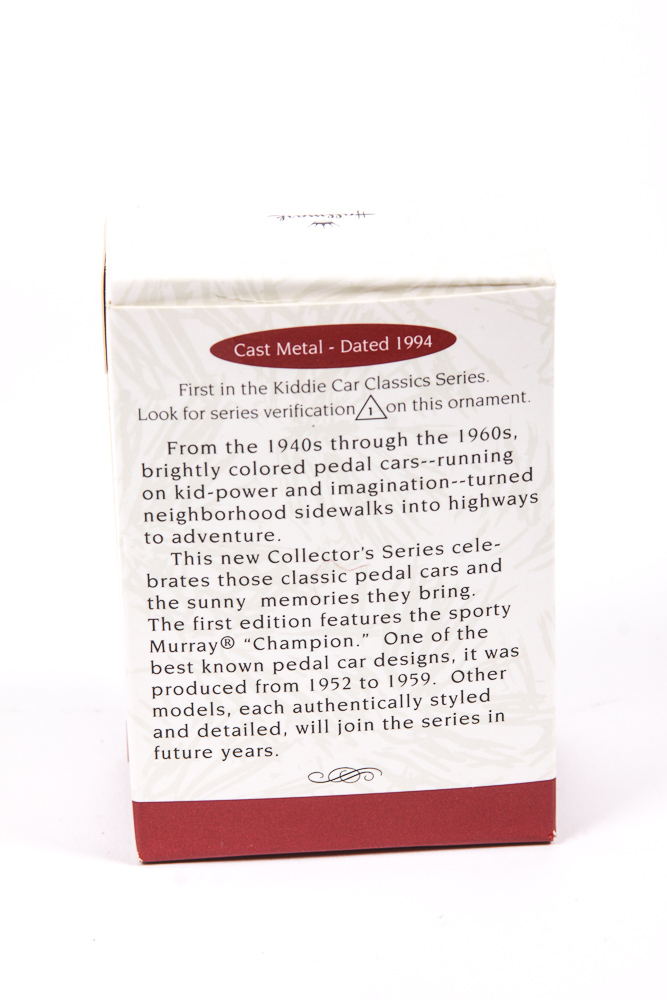 Hallmark
Cast Metal - Dated 1994
First in the Kiddie Car Classics Series.
Look for series verification 1 on this ornament.
From the 1940s through the 1960s,
brightly colored pedal cars--running
on kid-power and imagination--turned
neighborhood sidewalks into highways
to adventure.
This new Collector's Series cele-
brates those classic pedal cars and
the sunny memories they bring.
The first edition features the sporty
Murray® “Champion.” One of the
best known pedal car designs, it was
produced from 1952 to 1959. Other
models, each authentically styled
and detailed, will join the series in
future years.